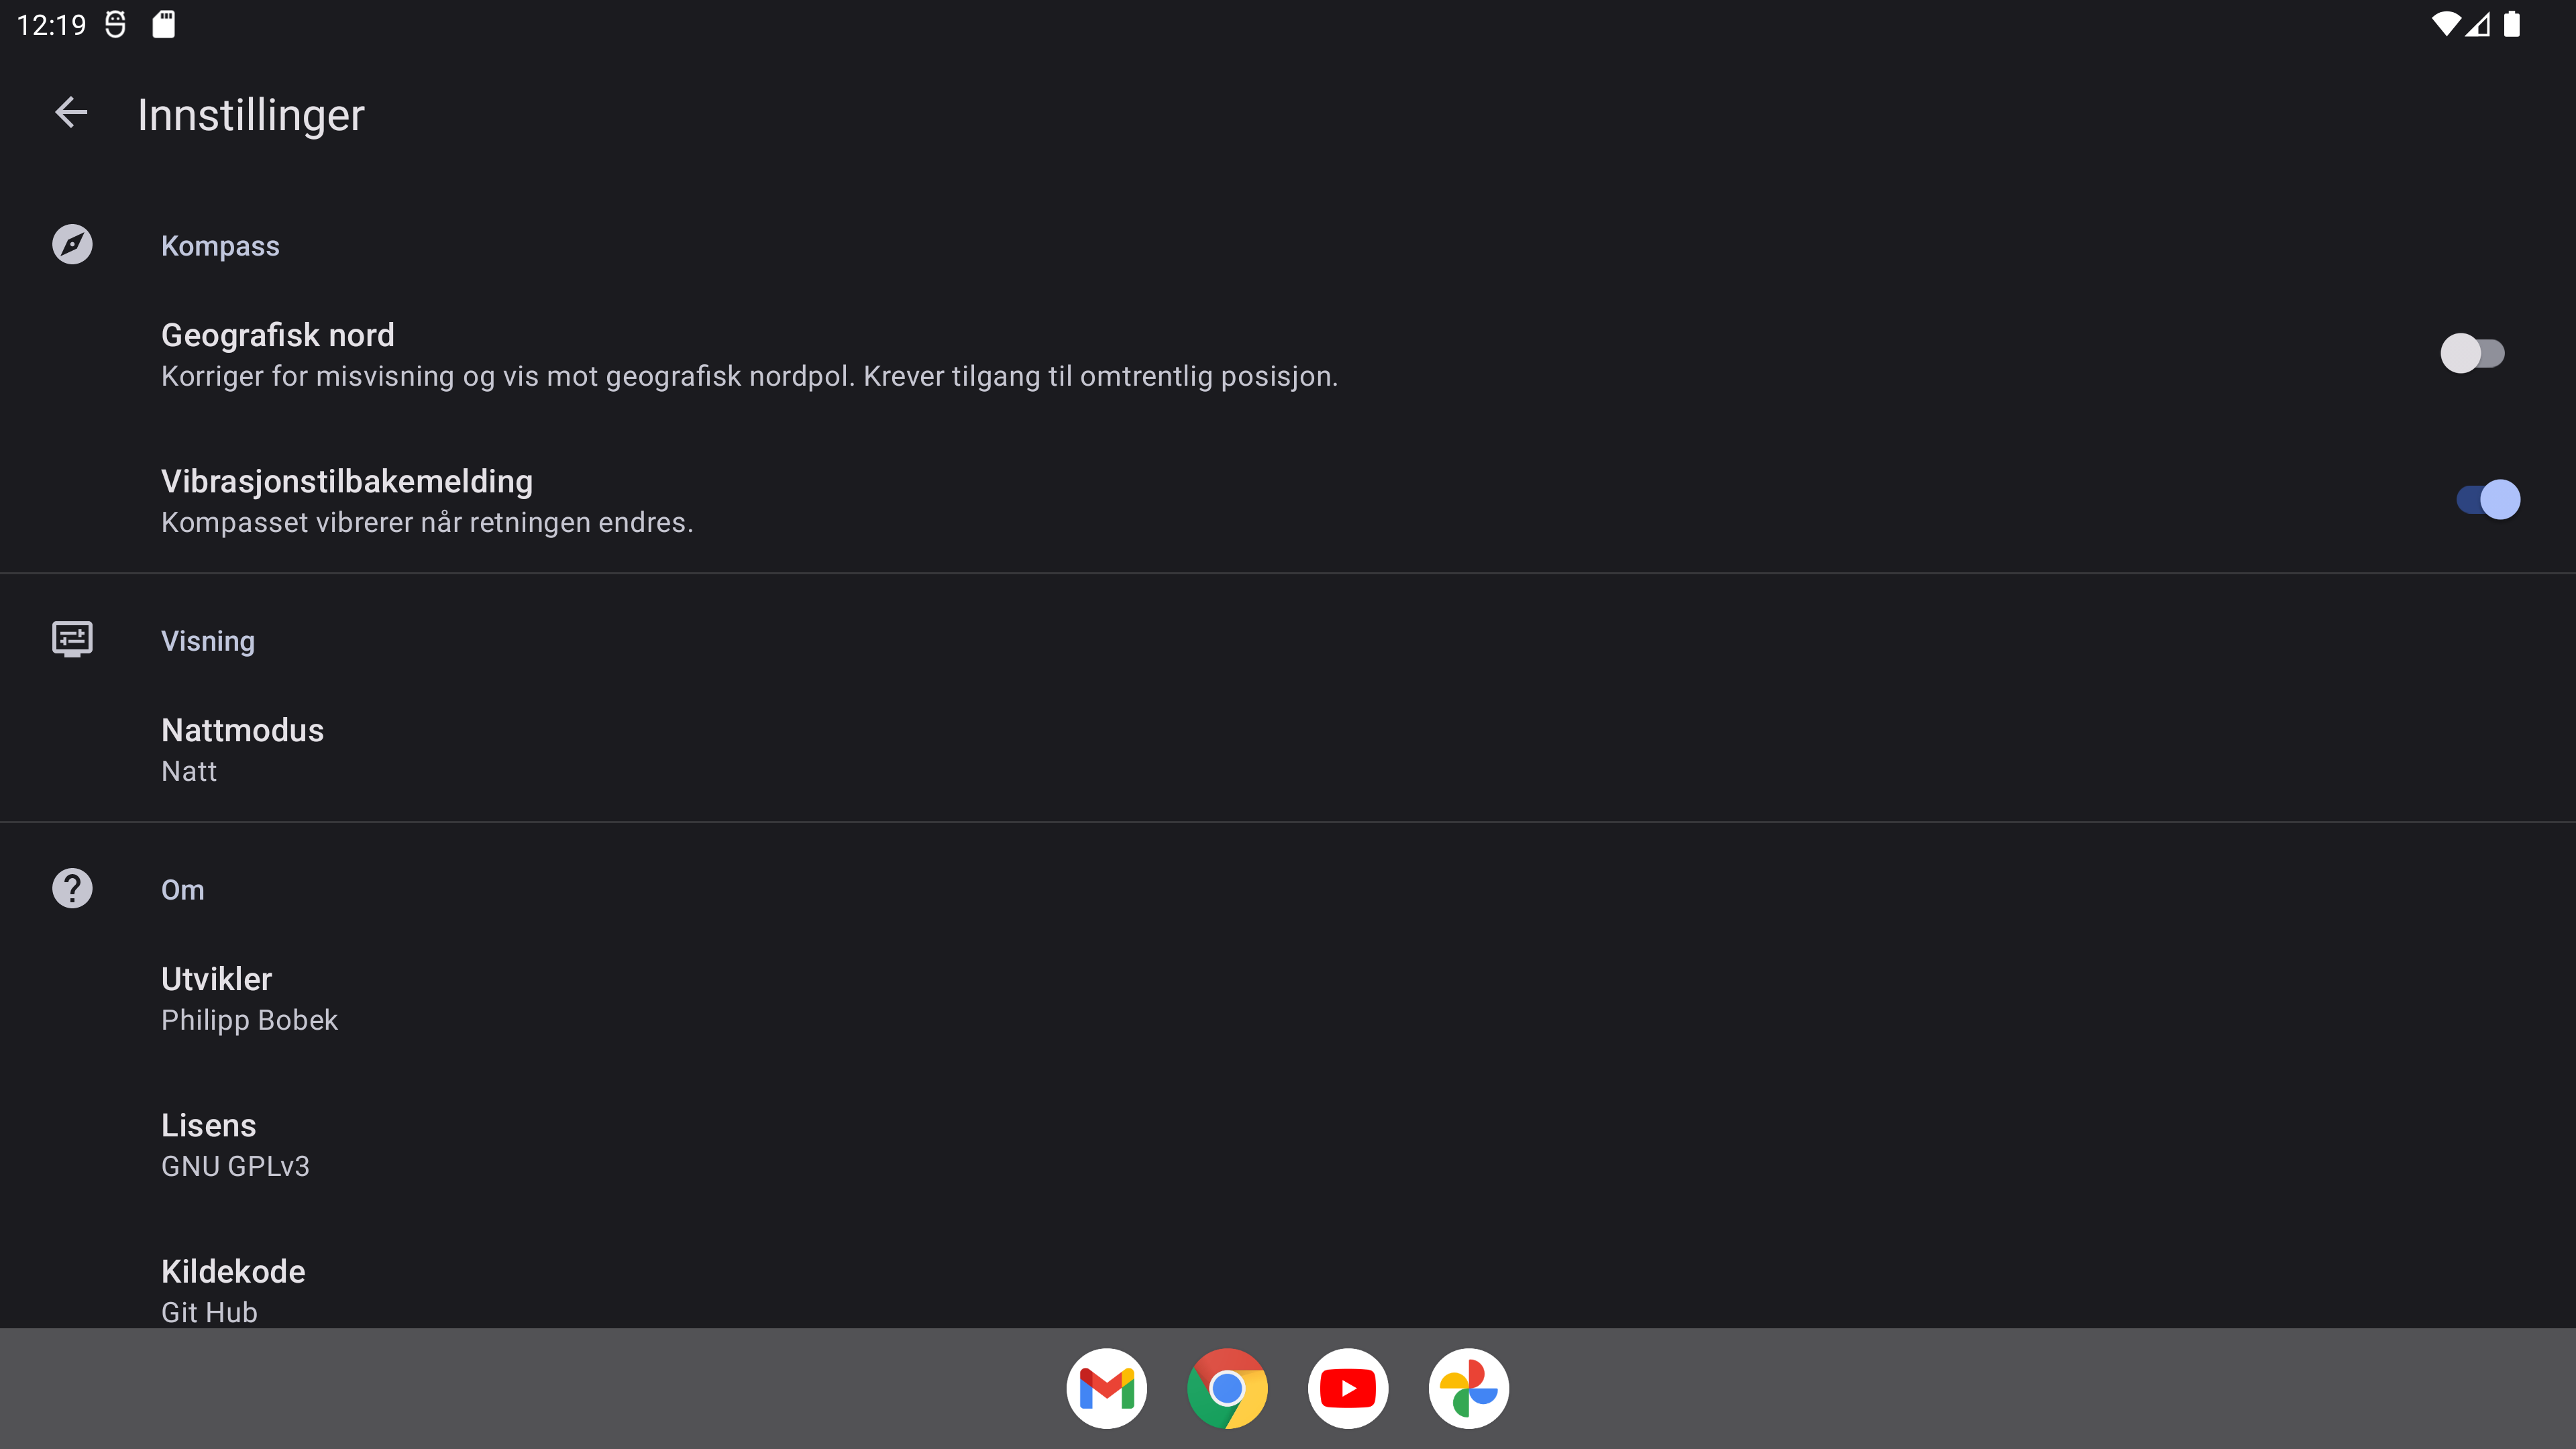 12:19
Innstillinger
Kompass
Geografisk nord
Korriger for misvisning og vis mot geografisk nordpol. Krever tilgang til omtrentlig posisjon.
Vibrasjonstilbakemelding
Kompasset vibrerer når retningen endres.
Visning
Nattmodus
Natt
Om
Utvikler
Philipp Bobek
Lisens
GNU GPLv3
Kildekode
Git Hub